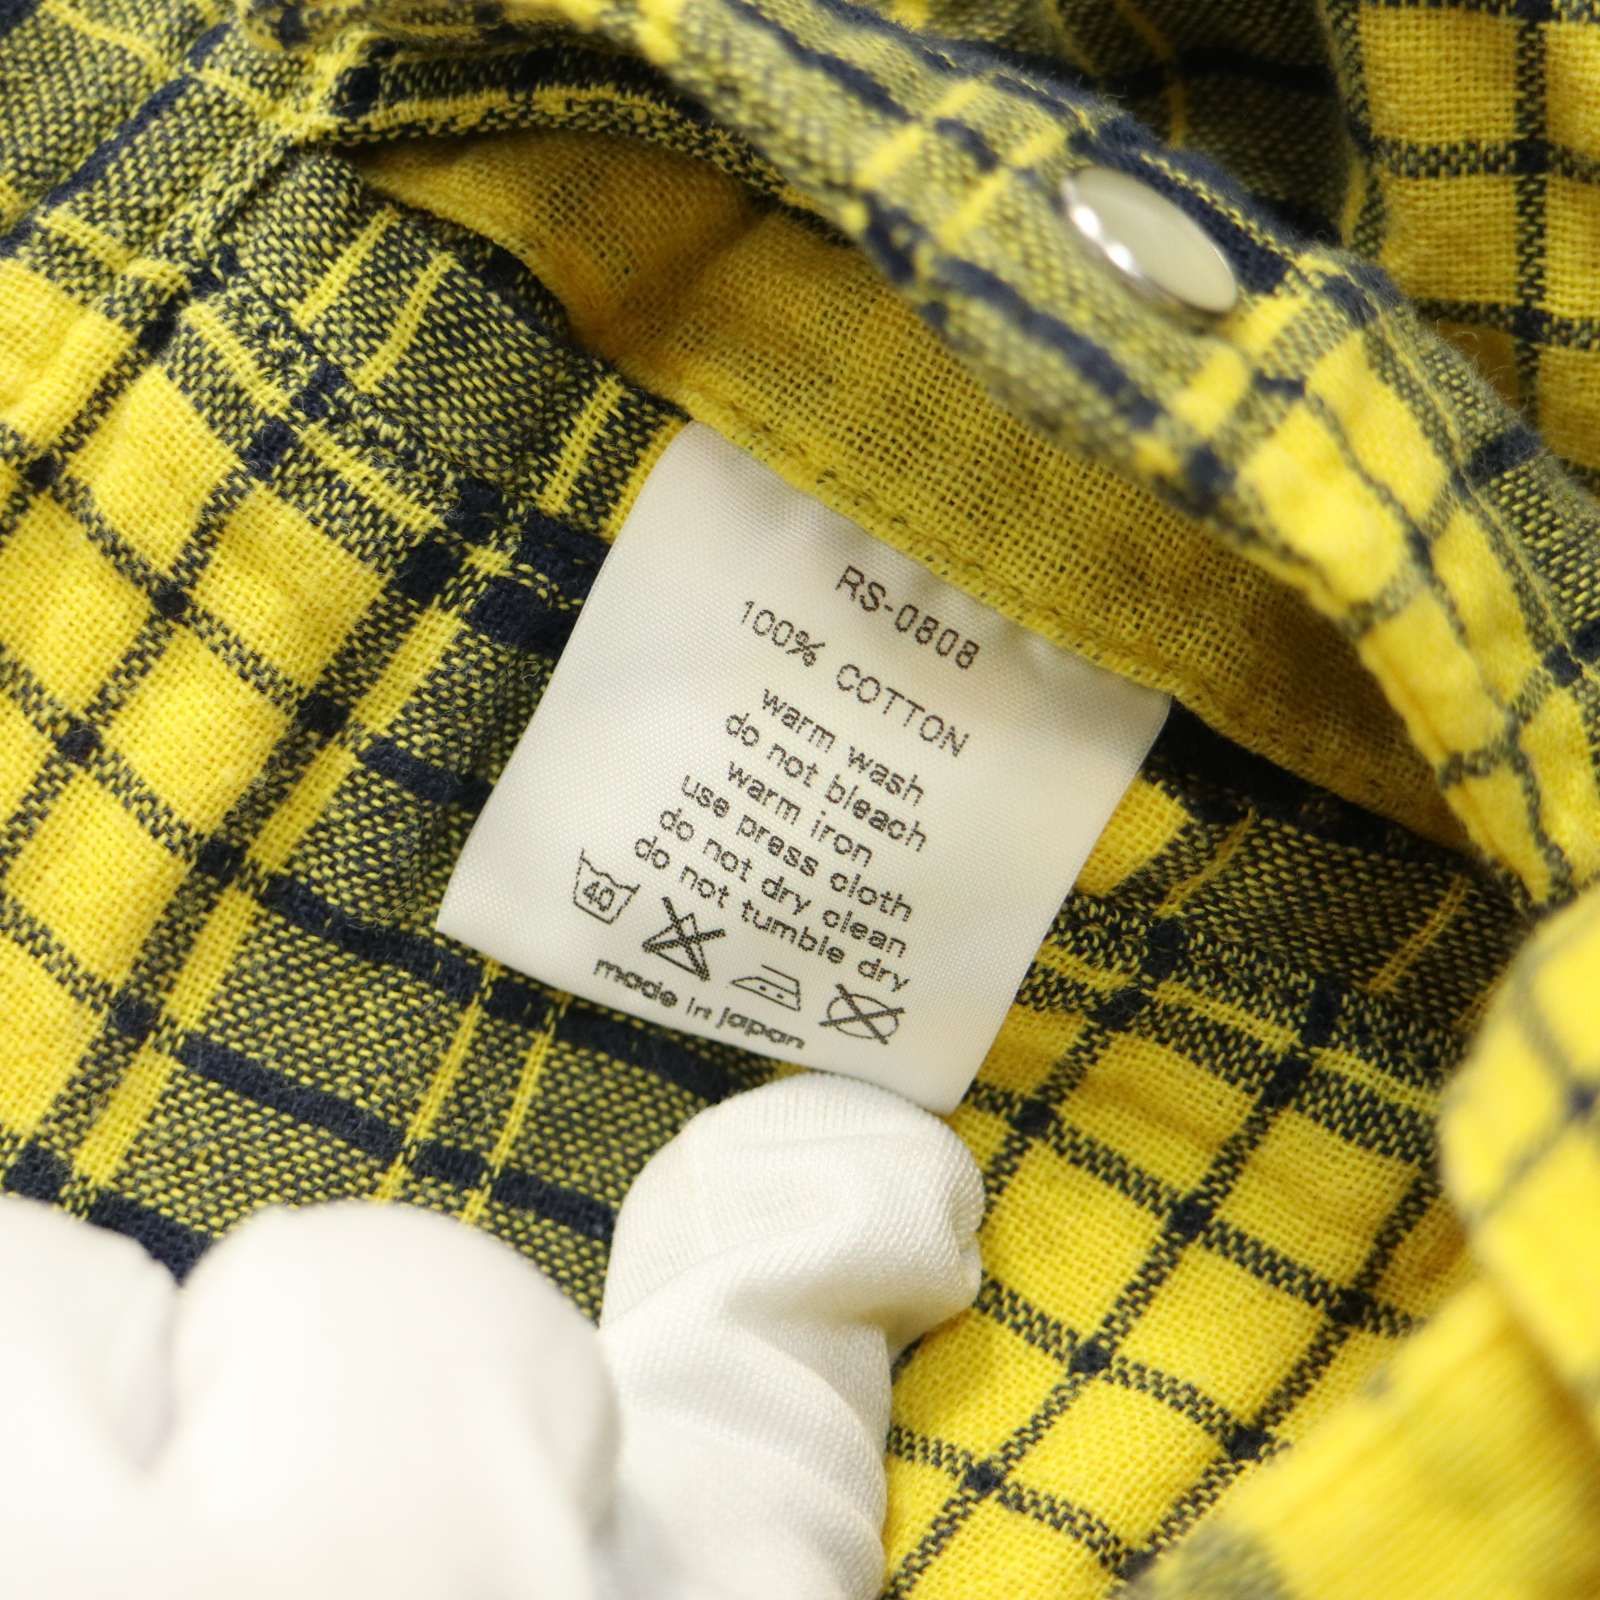 RS-0808
100% COTTON
warm wash
do not bleach
warm iron
use press cloth
do not dry clean
do not tumble dry
40
made in japan